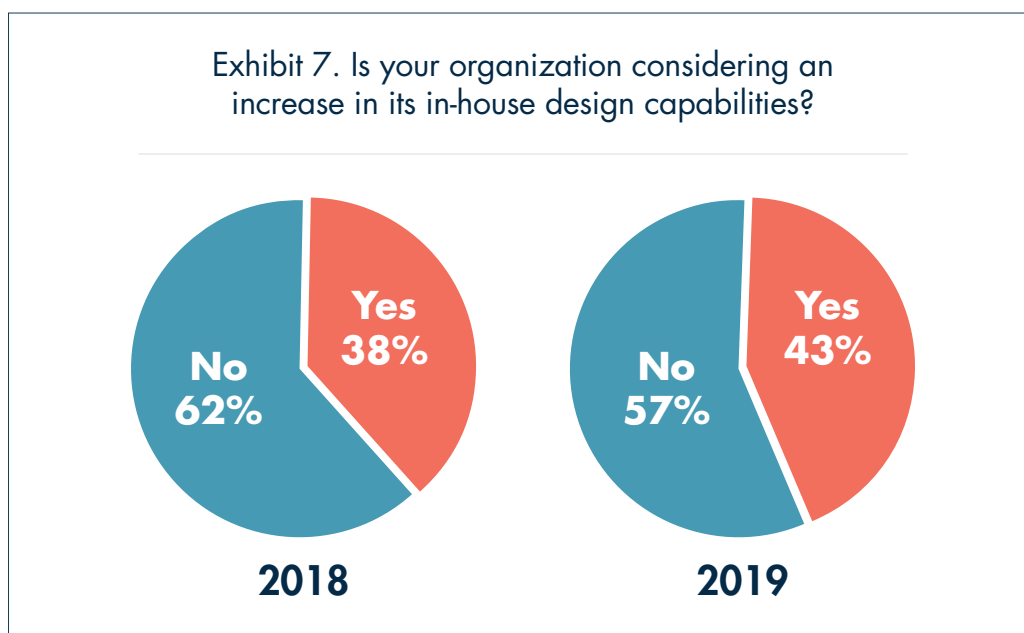 Exhibit 7. Is your organization considering an
increase in its in-house design capabilities?
No
62%
Yes
38%
2018
No
57%
Yes
43%
2019